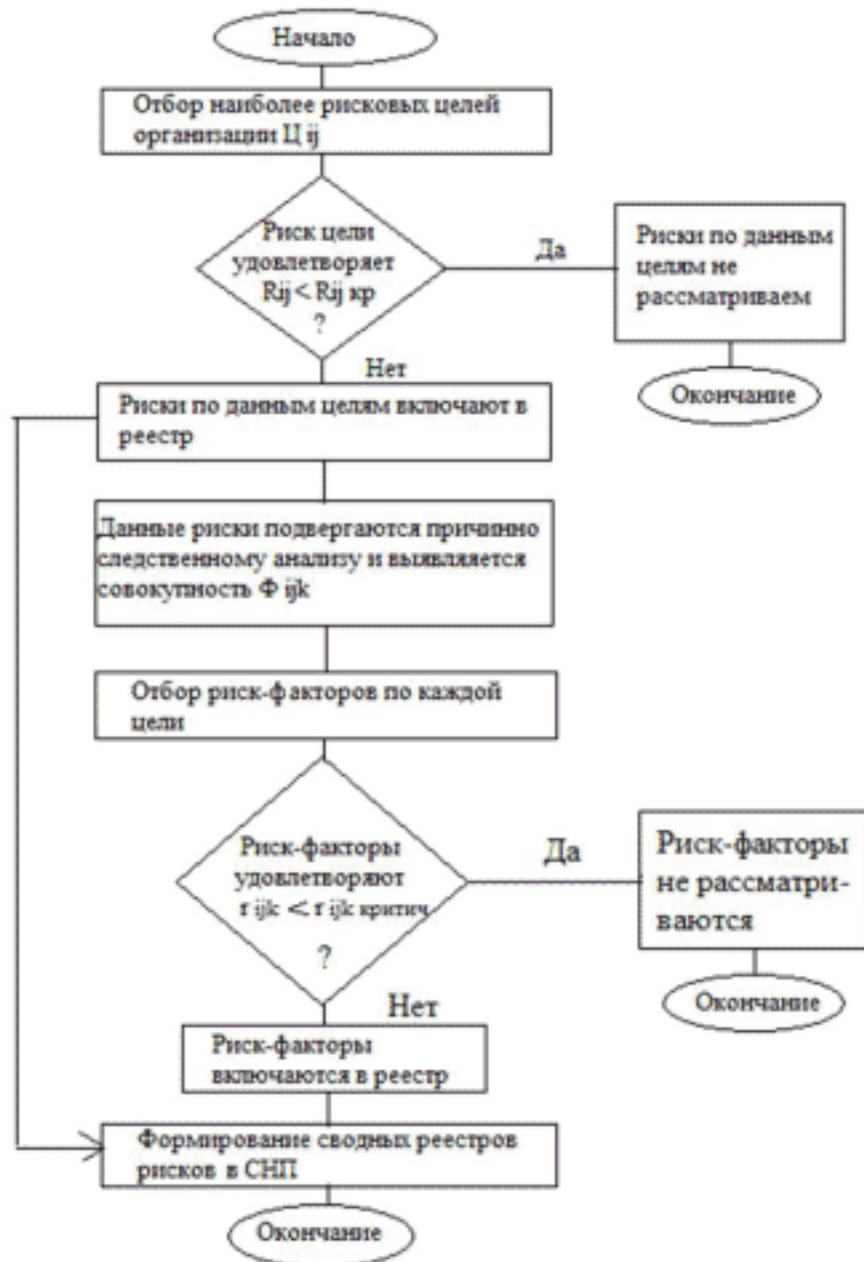 Начало
Отбор наиболее рисковых целей
организации Ц ij
Риск цели
удовлетворяет
Rij < Rij кр
?
Да
Риски по данным
целям не
рассматриваем
Окончание
Нет
Риски по данным целям включают в
реестр
Данные риски подвергаются причинно
следственному анализу и выявляяется
совокупность Ф ijk
Отбор риск-факторов по каждой
цели
Риск-факторы
удовлетворяют
r ijk < r ijk критич
?
Да
Риск-факторы
не рассматри-
ваются
Окончание
Нет
Риск-факторы
включаются в реестр
Формирование сводных реестров
рисков в СНП
Окончание